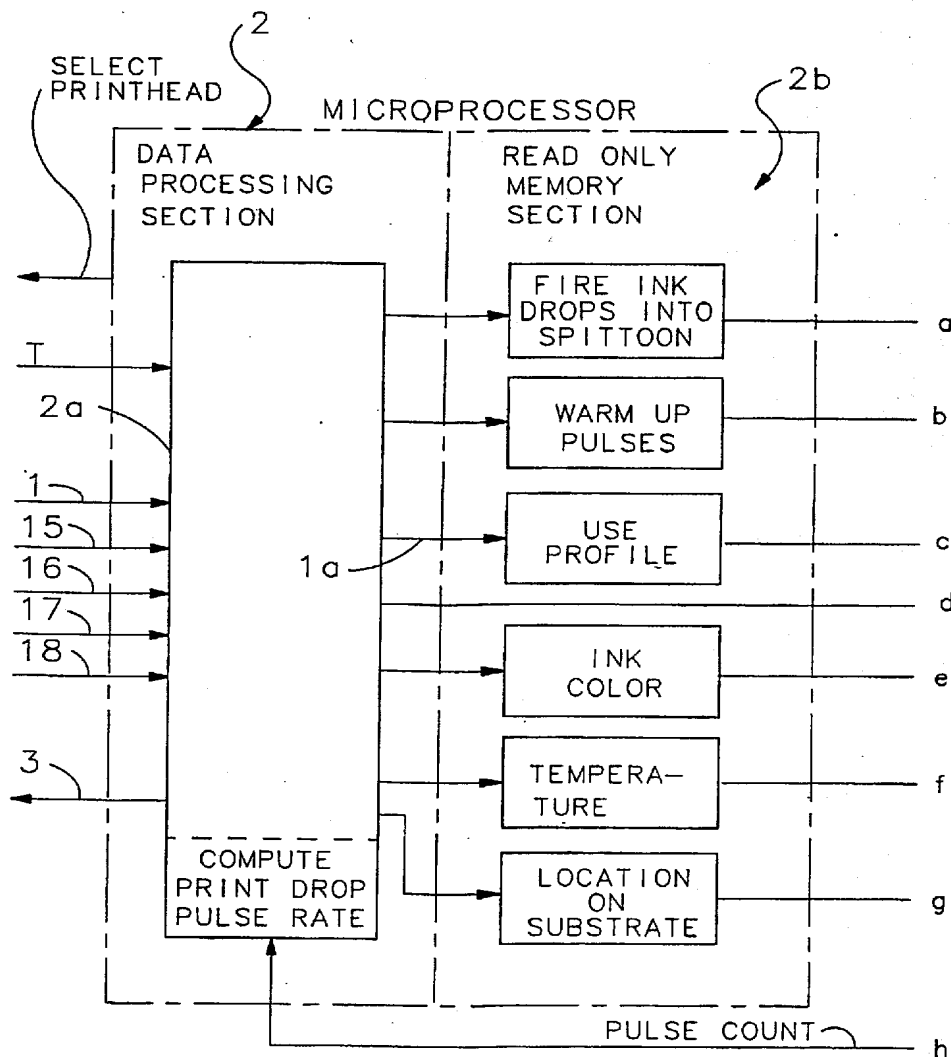 2
SELECT
PRINTHEAD
MICROPROCESSOR
2b
DATA
PROCESSING
SECTION
READ ONLY
MEMORY
SECTION
FIRE INK
DROPS INTO
SPITTOON
a
T
2a
WARM UP
PULSES
b
1
15
1a
USE
PROFILE
c
16
d
17
18
INK
COLOR
e
3
TEMPERA-
TURE
f
COMPUTE
PRINT DROP
PULSE RATE
LOCATION
ON
SUBSTRATE
g
PULSE COUNT
h